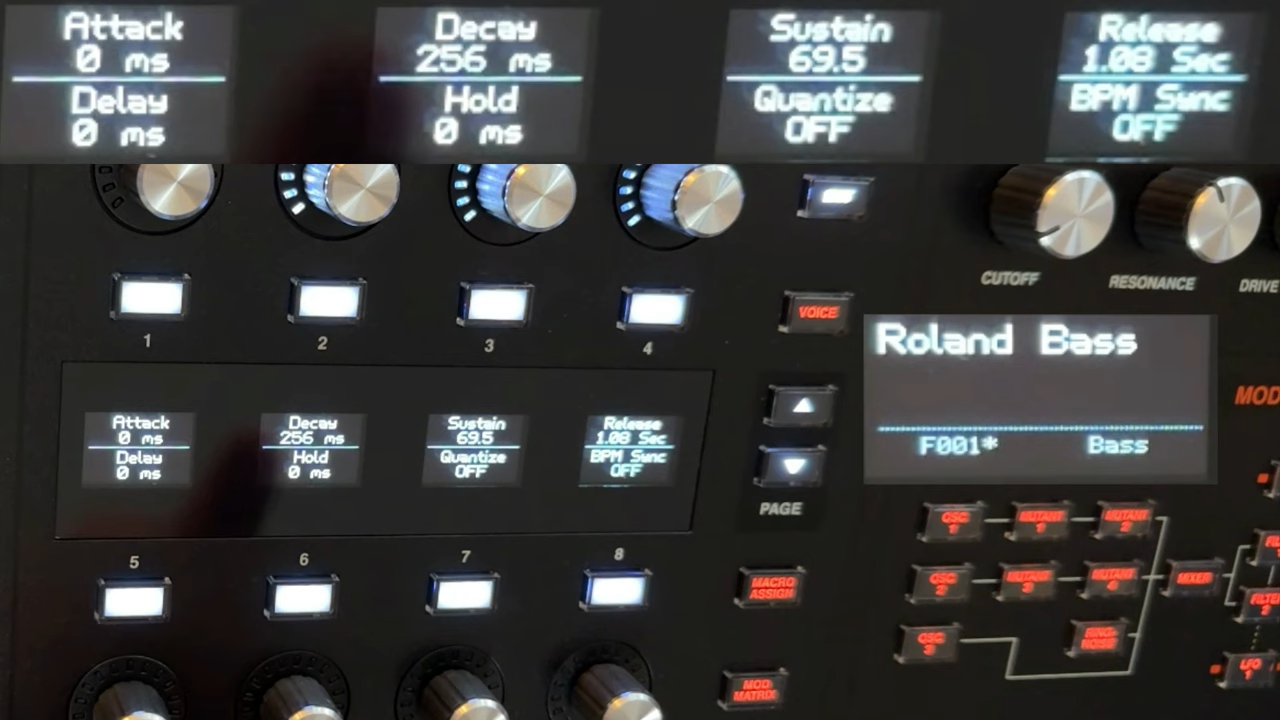 Attack
0 ms
Delay
0 ms
Decay
256 ms
Hold
0 ms
Sustain
69.5
Quantize
OFF
Release
1.08 Sec
BPM Sync
OFF
CUTOFF
RESONANCE
DRIVE
1
2
3
4
VOICE
Roland Bass
F001* Bass
MOD
Attack
0 ms
Delay
0 ms
Decay
256 ms
Hold
0 ms
Sustain
69.5
Quantize
OFF
Release
1.08 Sec
BPM Sync
OFF
PAGE
OSC
1
MUTANT
1
MUTANT
2
OSC
2
MUTANT
3
MUTANT
4
MIXER
FILTER
2
OSC
3
RING-
NOISE
LFO
1
5
6
7
8
MACRO
ASSIGN
MOD
MATRIX